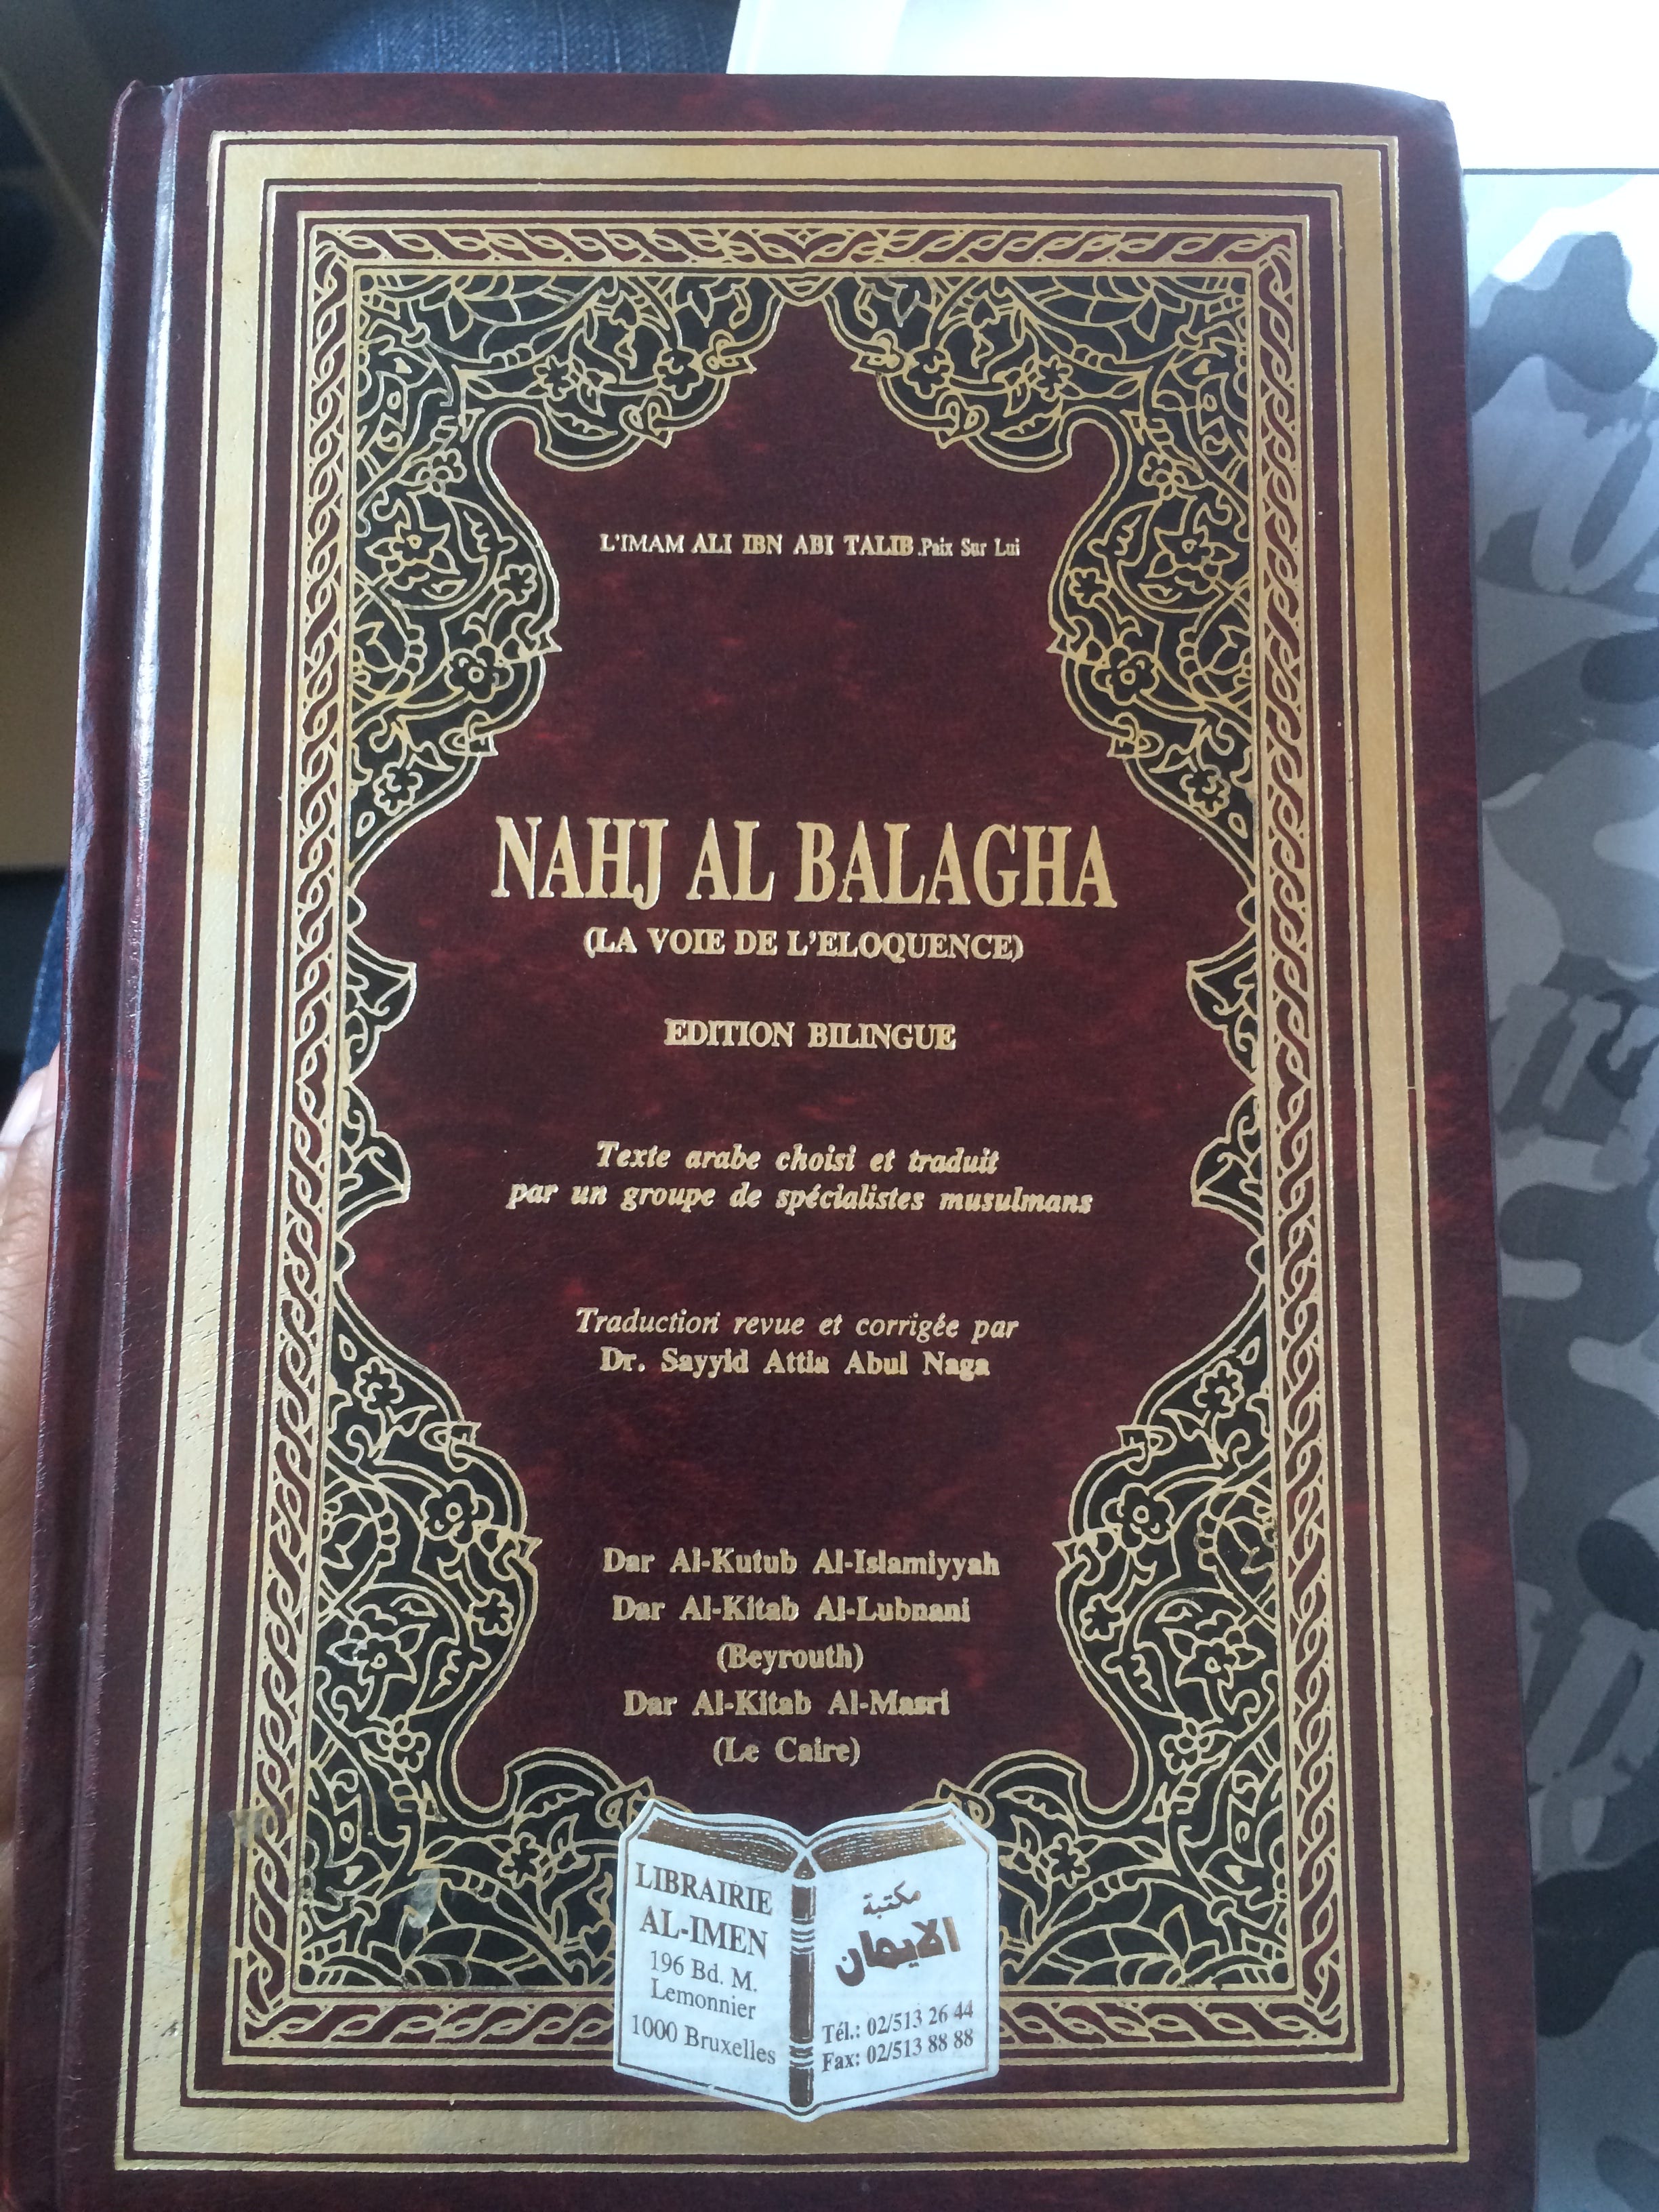 L'IMAM ALI IBN ABI TALIB.Paix Sur Lui
NAHJ AL BALAGHA
(LA VOIE DE L'ELOQUENCE)
EDITION BILINGUE
Texte arabe choisi et traduit
par un groupe de spécialistes musulmans
Traduction revue et corrigée par
Dr. Sayyid Attia Abul Naga
Dar Al-Kutub Al-Islamiyyah
Dar Al-Kitab Al-Lubnani
(Beyrouth)
Dar Al-Kitab Al-Masri
(Le Caire)
LIBRAIRIE
AL-IMEN
196 Bd. M.
Lemonnier
1000 Bruxelles
مكتبة
الايمان
Tél.: 02/513 26 44
Fax: 02/513 88 88